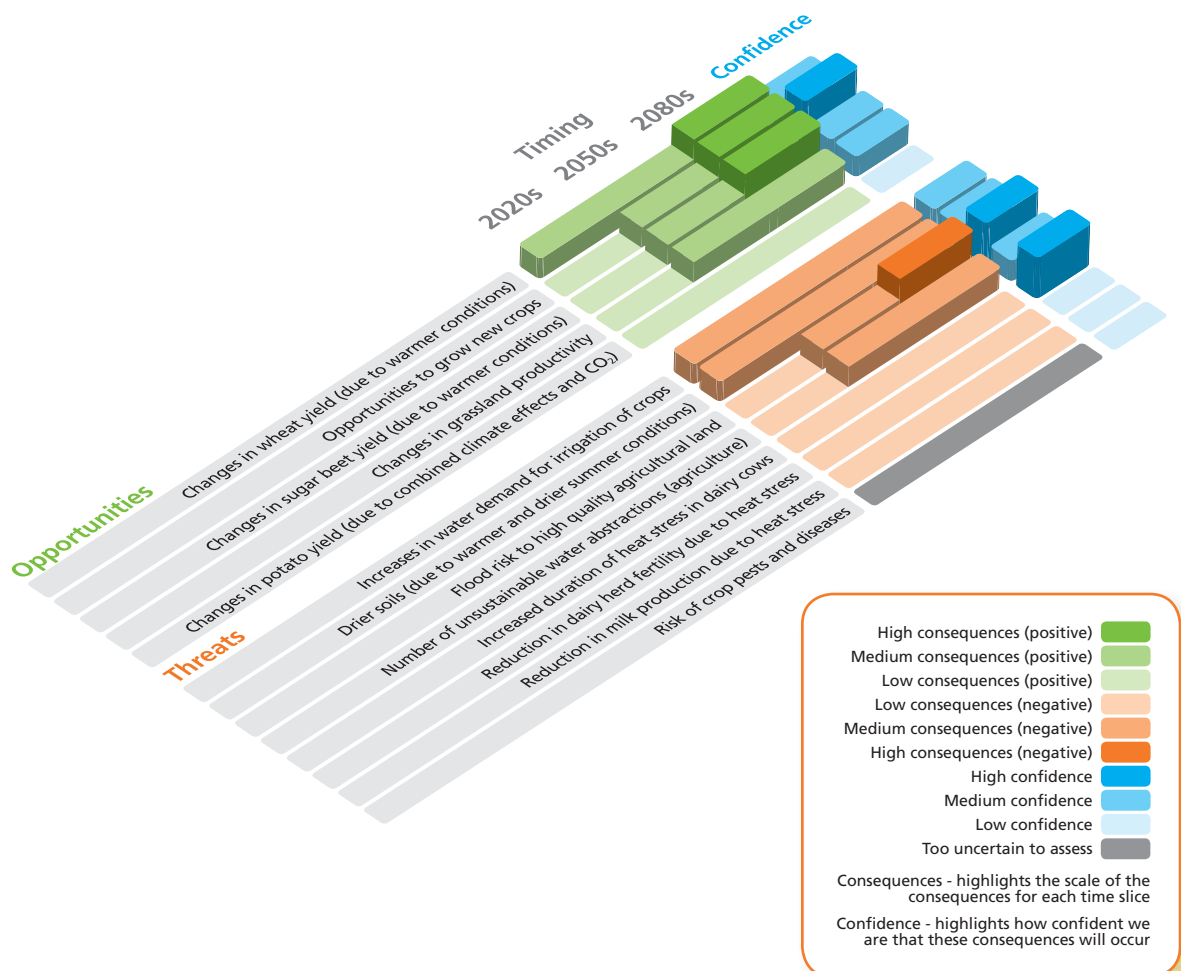 Confidence
Timing
2020s
2050s
2080s
Opportunities
Changes in wheat yield (due to warmer conditions)
Opportunities to grow new crops
Changes in sugar beet yield (due to warmer conditions)
Changes in grassland productivity
Changes in potato yield (due to combined climate effects and CO₂)
Threats
Increases in water demand for irrigation of crops
Drier soils (due to warmer and drier summer conditions)
Flood risk to high quality agricultural land
Number of unsustainable water abstractions (agriculture)
Increased duration of heat stress in dairy cows
Reduction in dairy herd fertility due to heat stress
Reduction in milk production due to heat stress
Risk of crop pests and diseases
High consequences (positive)
Medium consequences (positive)
Low consequences (positive)
Low consequences (negative)
Medium consequences (negative)
High consequences (negative)
High confidence
Medium confidence
Low confidence
Too uncertain to assess
Consequences - highlights the scale of the
consequences for each time slice
Confidence - highlights how confident we
are that these consequences will occur